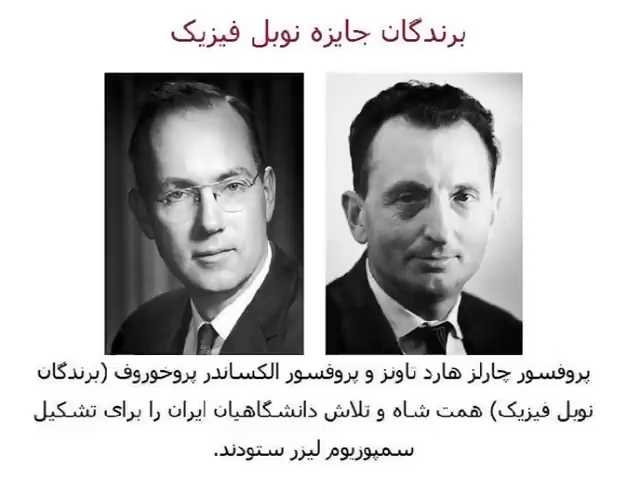 برندگان جایزه نوبل فیزیک
پروفسور چارلز هارد تاونز و پروفسور الکساندر پروخوروف (برندگان
نوبل فیزیک) همت شاه و تلاش دانشگاهیان ایران را برای تشکیل
سمپوزیوم لیزر ستودند.